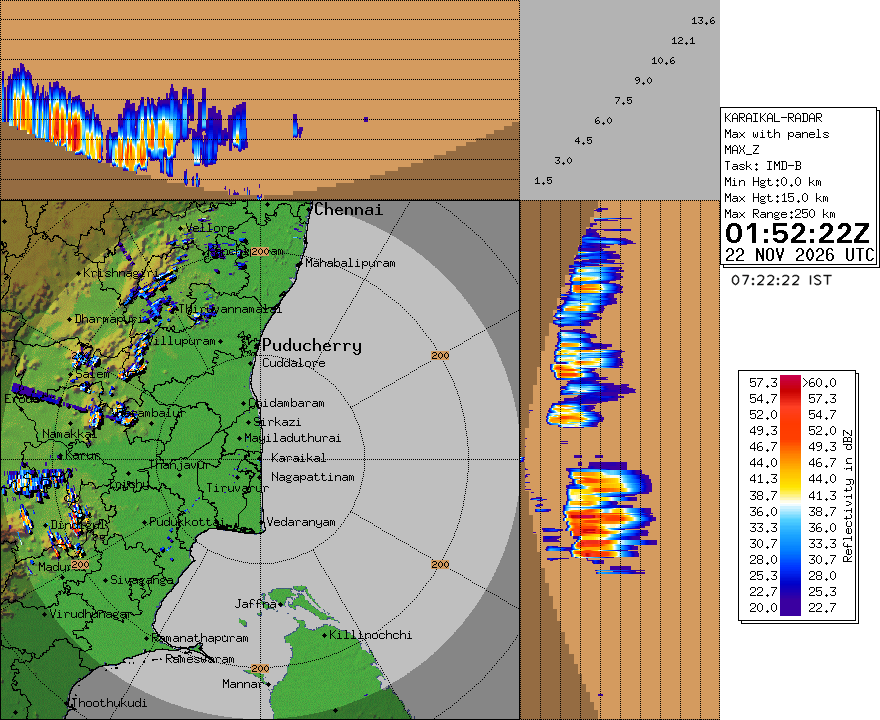 13.6
12.1
10.6
9.0
7.5
6.0
4.5
3.0
1.5
KARAIKAL-RADAR
Max with panels
MAX_Z
Task: IMD-B
Min Hgt:0.0 km
Max Hgt:15.0 km
Max Range:250 km
01:52:22Z
22 NOV 2026 UTC
07:22:22 IST
Chennai
Vellore
200
Mahabalipuram
Krishnagiri
Thiruvannamalai
Dharmapuri
Villupuram
Puducherry
200
Cuddalore
Salem
Chidambaram
Sirkazi
Namakkal
Mayiladuthurai
Karur
Karaikal
Thanjavur
Nagapattinam
Tiruvarur
Pudukkottai
Vedaranyam
200
200
Sivaganga
Jaffna
Virudhunagar
Killinochchi
Ramanathapuram
Rameswaram
200
Mannar
Thoothukudi
57.3 >60.0
54.7 57.3
52.0 54.7
49.3 52.0
46.7 49.3
44.0 46.7
41.3 44.0
38.7 41.3
36.0 38.7
33.3 36.0
30.7 33.3
28.0 30.7
25.3 28.0
22.7 25.3
20.0 22.7
Reflectivity in dBZ